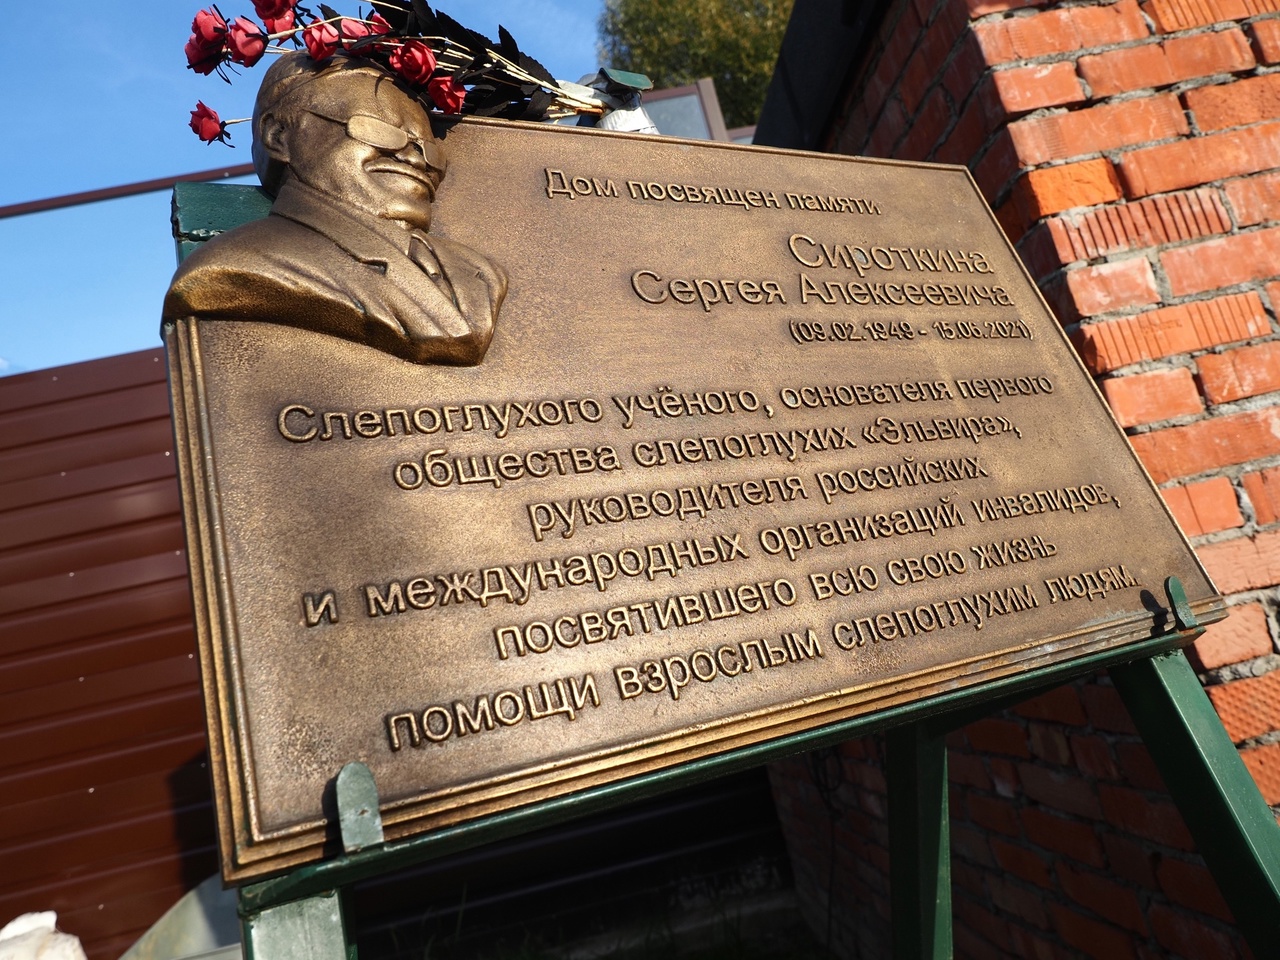 Дом посвящен памяти
Сироткина
Сергея Алексеевича
(09.02.1949 - 15.06.2021)
Слепоглухого учёного, основателя первого
общества слепоглухих «Эльвира»,
руководителя российских
и международных организаций инвалидов,
посвятившего всю свою жизнь
помощи взрослым слепоглухим людям.